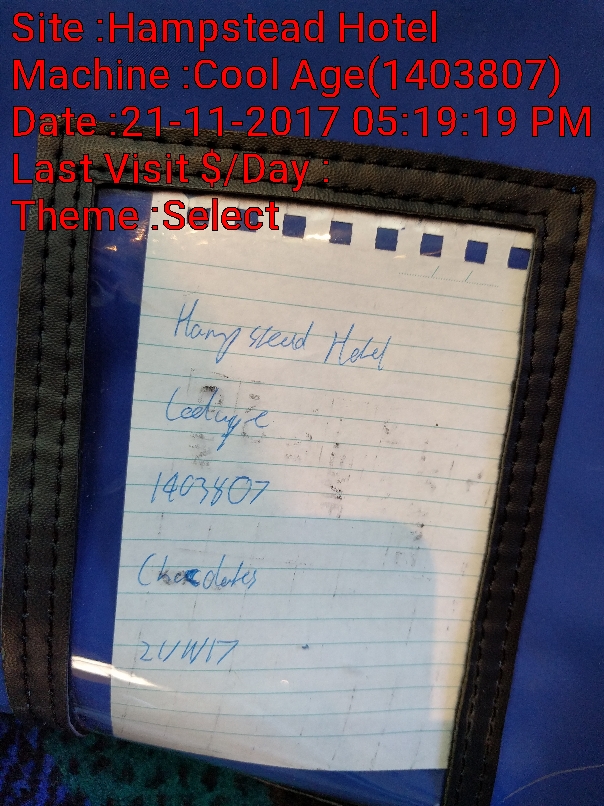 Site :Hampstead Hotel
Machine :Cool Age(1403807)
Date :21-11-2017 05:19:19 PM
Last Visit $/Day :
Theme :Select
Hampstead Hotel
1403807
Chocolates
21/11/17